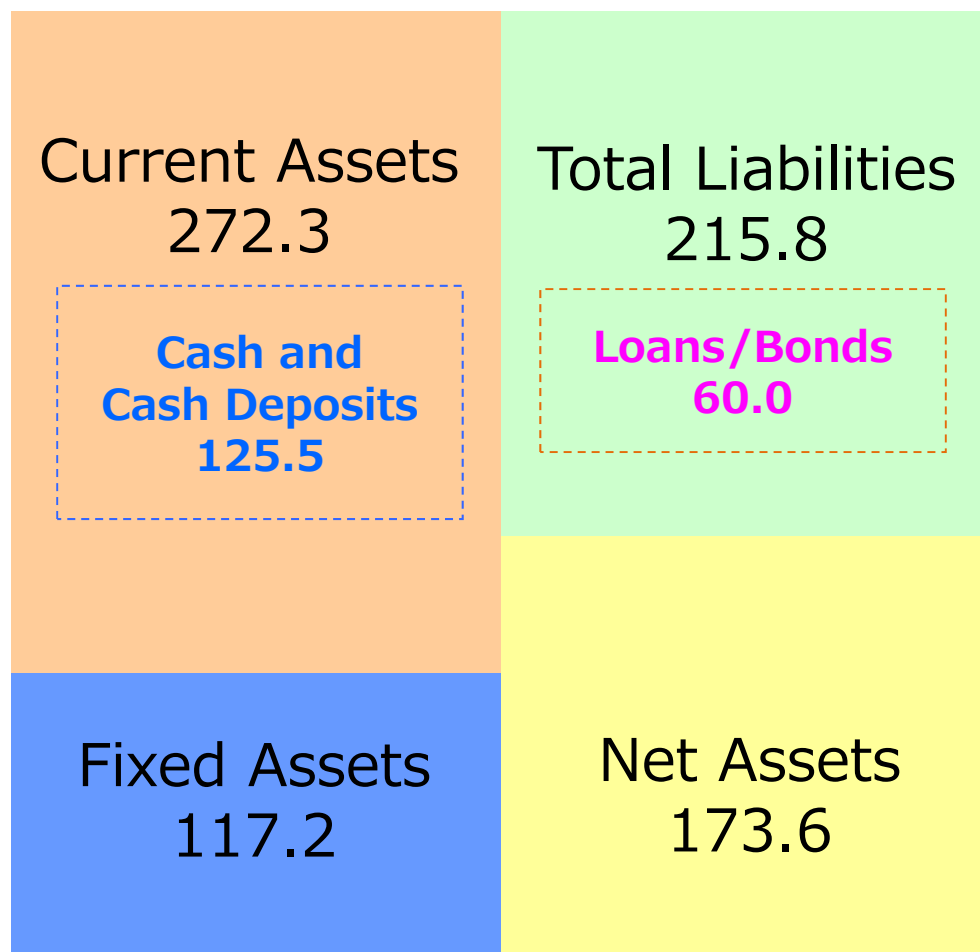 Current Assets
272.3
Cash and
Cash Deposits
125.5
Total Liabilities
215.8
Loans/Bonds
60.0
Fixed Assets
117.2
Net Assets
173.6